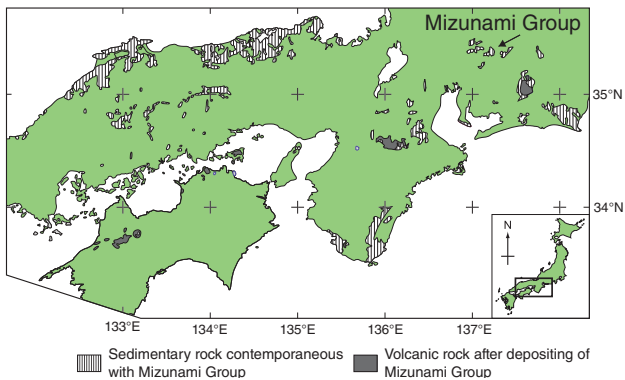 Mizunami Group
35°N
34°N
N
133°E 134°E 135°E 136°E 137°E
Sedimentary rock contemporaneous
with Mizunami Group
Volcanic rock after depositing of
Mizunami Group